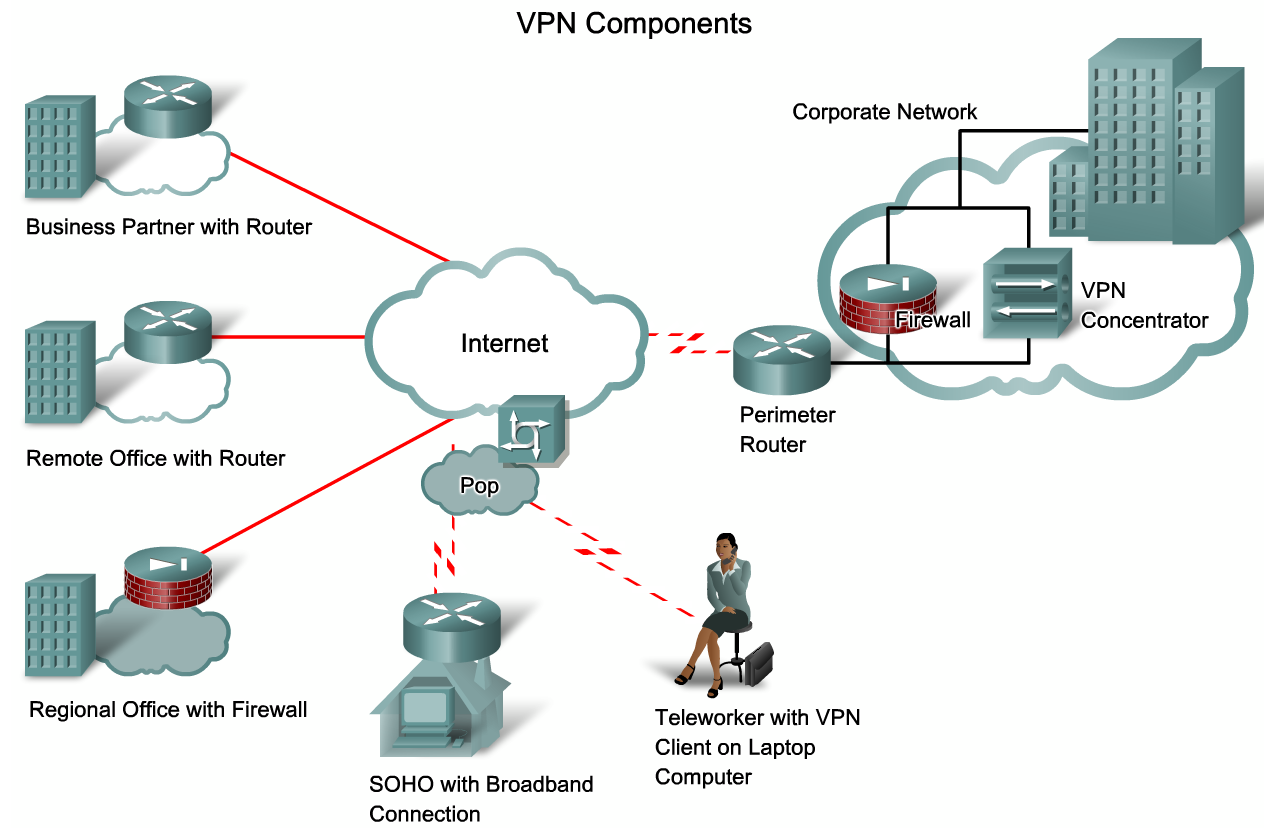 VPN Components
Corporate Network
Business Partner with Router
Internet
Firewall
VPN
Concentrator
Perimeter
Router
Remote Office with Router
Pop
Regional Office with Firewall
SOHO with Broadband
Connection
Teleworker with VPN
Client on Laptop
Computer